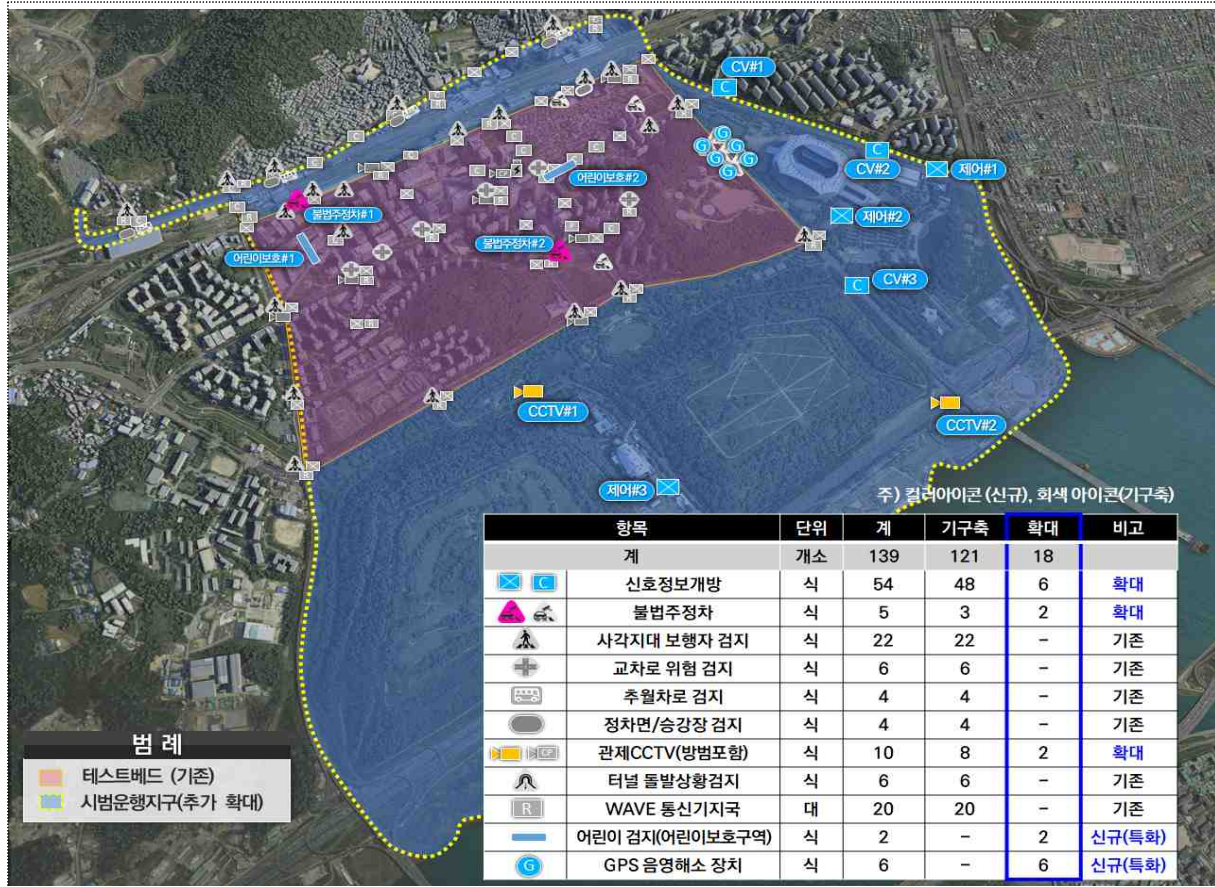 CV#1
CV#2
제어#1
어린이보호#2
불법주정차#1
제어#2
불법주정차#2
어린이보호#1
CV#3
CCTV#1
CCTV#2
제어#3
주) 컬러아이콘 (신규), 회색 아이콘(기구축)
항목 단위 계 기구축 확대 비고
계 개소 139 121 18
C 신호정보개방 식 54 48 6 확대
불법주정차 식 5 3 2 확대
사각지대 보행자 검지 식 22 22 - 기존
교차로 위험 검지 식 6 6 - 기존
추월차로 검지 식 4 4 - 기존
정차면/승강장 검지 식 4 4 - 기존
관제CCTV(방범포함) 식 10 8 2 확대
터널 돌발상황검지 식 6 6 - 기존
R WAVE 통신기지국 대 20 20 - 기존
어린이 검지(어린이보호구역) 식 2 - 2 신규(특화)
G GPS 음영해소 장치 식 6 - 6 신규(특화)
범 례
테스트베드 (기존)
시범운행지구(추가 확대)